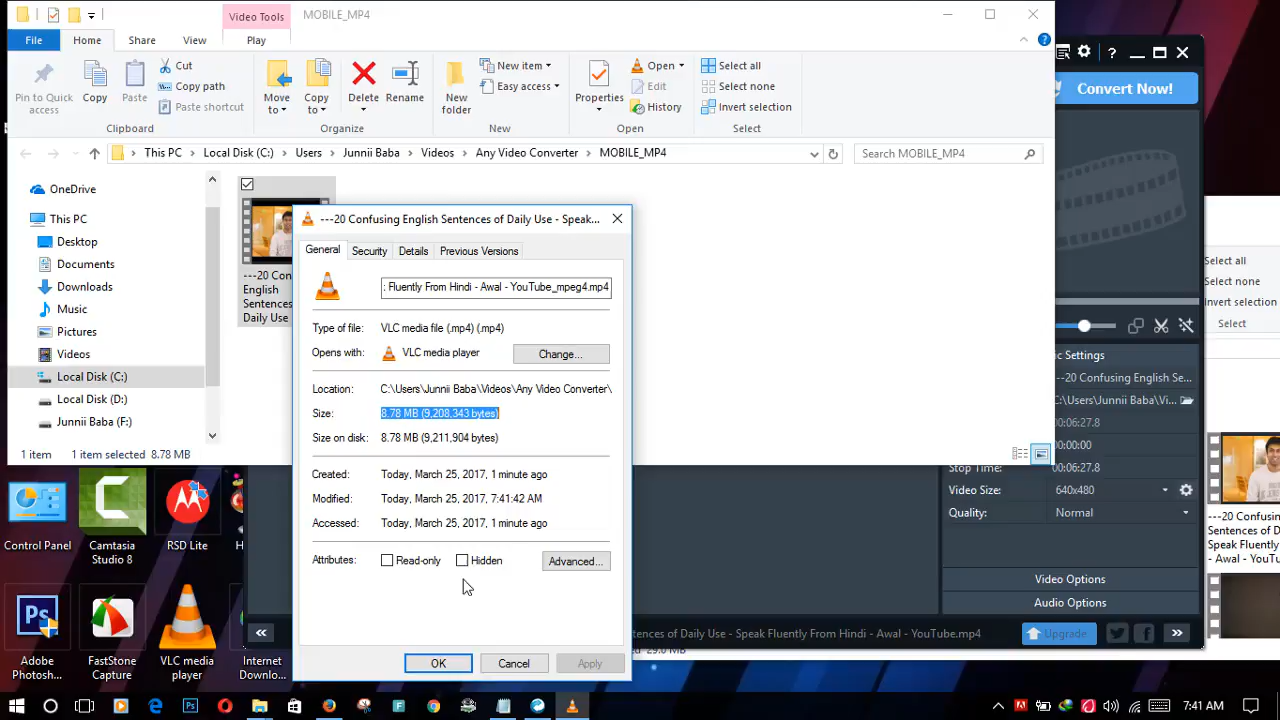 Video Tools
MOBILE_MP4
File
Home
Share
View
Play
Pin to Quick access
Copy
Paste
Cut
Copy path
Paste shortcut
Clipboard
Move to
Copy to
Delete
Rename
Organize
New folder
New item
Easy access
New
Properties
Open
Edit
History
Open
Select all
Select none
Invert selection
Select
Convert Now!
This PC
Local Disk (C:)
Users
Junnii Baba
Videos
Any Video Converter
MOBILE_MP4
Search MOBILE_MP4
OneDrive
This PC
Desktop
Documents
Downloads
Music
Pictures
Videos
Local Disk (C:)
Local Disk (D:)
Junnii Baba (F:)
1 item
1 item selected 8.78 MB
---20 Con
English
Sentences
Daily Use
---20 Confusing English Sentences of Daily Use - Speak...
General
Security
Details
Previous Versions
: Fluently From Hindi - Awal - YouTube_mpeg4.mp4
Type of file: VLC media file (.mp4) (.mp4)
Opens with: VLC media player
Change...
Location: C:\Users\Junnii Baba\Videos\Any Video Converter\
Size: 8.78 MB (9,208,343 bytes)
Size on disk: 8.78 MB (9,211,904 bytes)
Created: Today, March 25, 2017, 1 minute ago
Modified: Today, March 25, 2017, 7:41:42 AM
Accessed: Today, March 25, 2017, 1 minute ago
Attributes: Read-only Hidden
Advanced...
OK
Cancel
Apply
Select all
Select none
Invert selection
Select
ic Settings
---20 Confusing English Se...
C:\Users\Junnii Baba\Vi...
00:06:27.8
00:00:00
Stop Time: 00:06:27.8
Video Size: 640x480
Quality: Normal
Video Options
Audio Options
tences of Daily Use - Speak Fluently From Hindi - Awal - YouTube.mp4
Upgrade
29.0 MB
---20 Confusin
Sentences of D
Speak Fluently
From Hindi - A
Control Panel
Camtasia Studio 8
RSD Lite
Adobe Photosh...
FastStone Capture
VLC media player
Internet Downloa...
7:41 AM